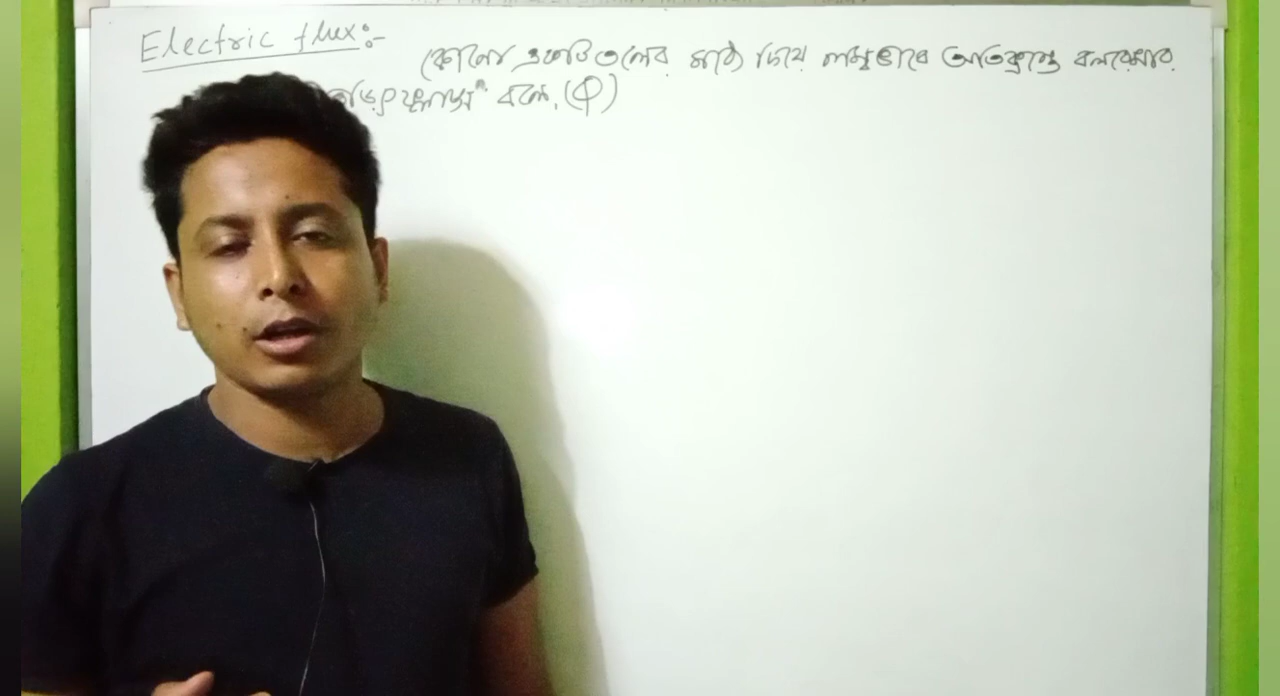 Electric flux:-
কোনো একটি তলের মধ্যে দিয়ে লম্বভাবে অতিক্রান্ত বলরেখার
তড়িৎ ফ্লাক্স" বলে. (Φ)